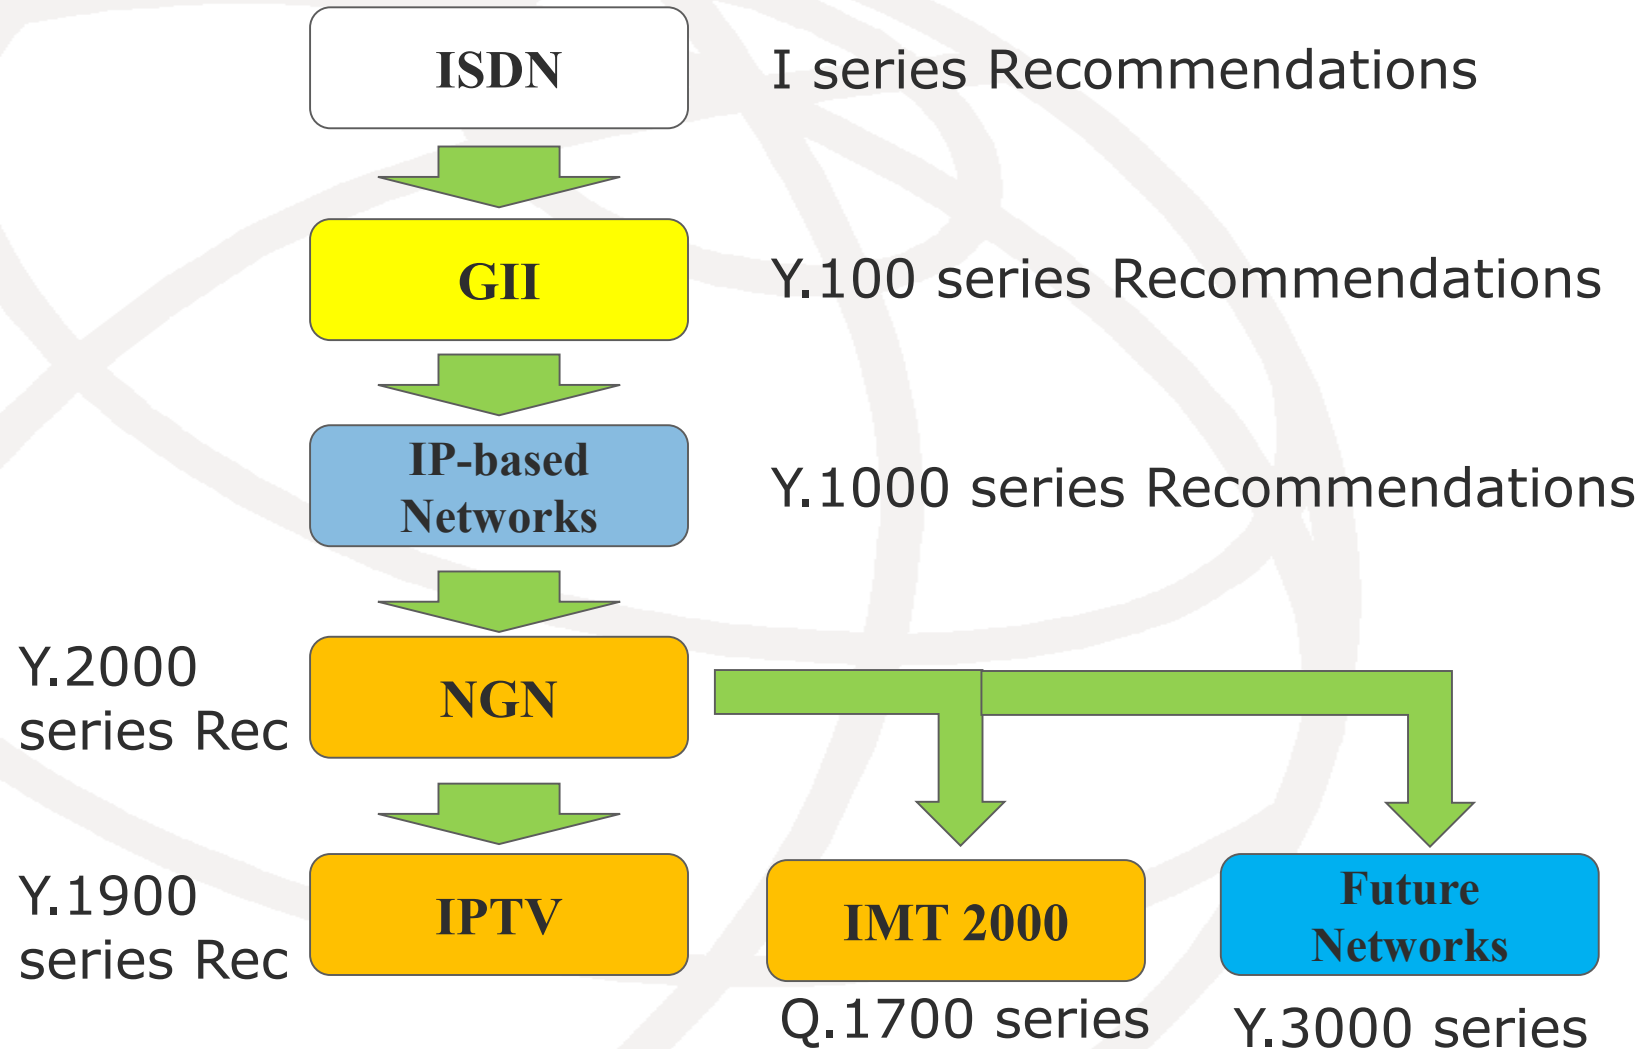 ISDN
I series Recommendations
GII
Y.100 series Recommendations
IP-based
Networks
Y.1000 series Recommendations
Y.2000
series Rec
NGN
Y.1900
series Rec
IPTV
IMT 2000
Q.1700 series
Future
Networks
Y.3000 series